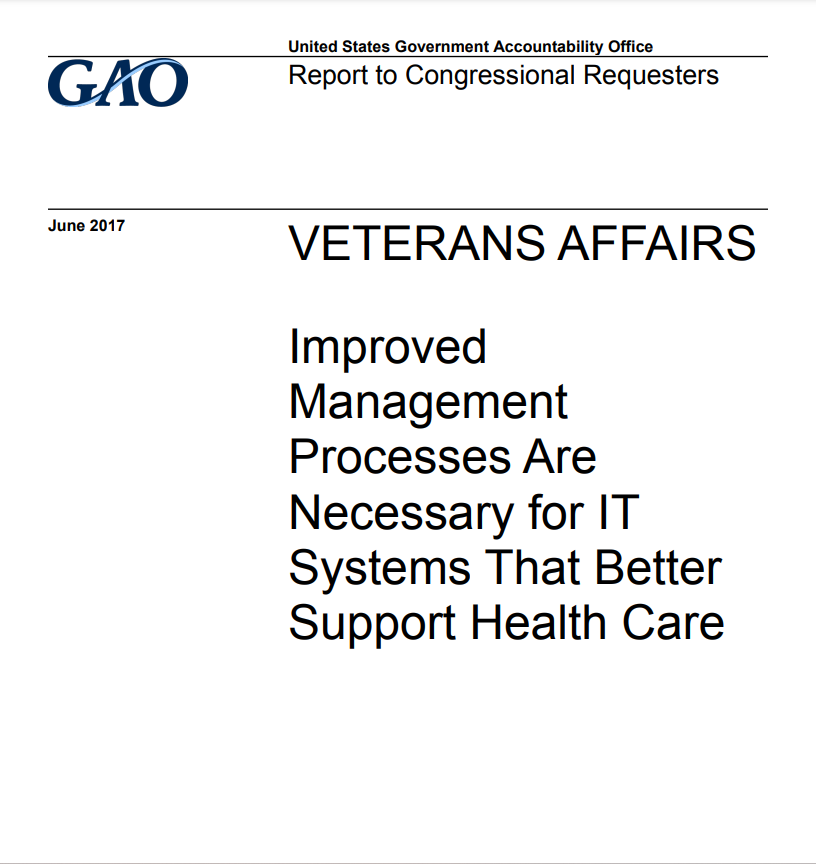 United States Government Accountability Office
GAO
Report to Congressional Requesters
June 2017
VETERANS AFFAIRS
Improved
Management
Processes Are
Necessary for IT
Systems That Better
Support Health Care